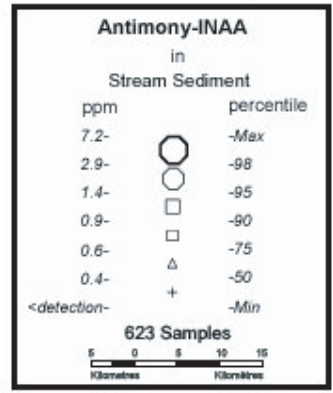 Antimony-INAA
in
Stream Sediment
ppm percentile
7.2- -Max
2.9- -98
1.4- -95
0.9- -90
0.6- -75
0.4- -50
<detection- -Min
623 Samples
5 0 5 10 15
Kilometres Kilomètres